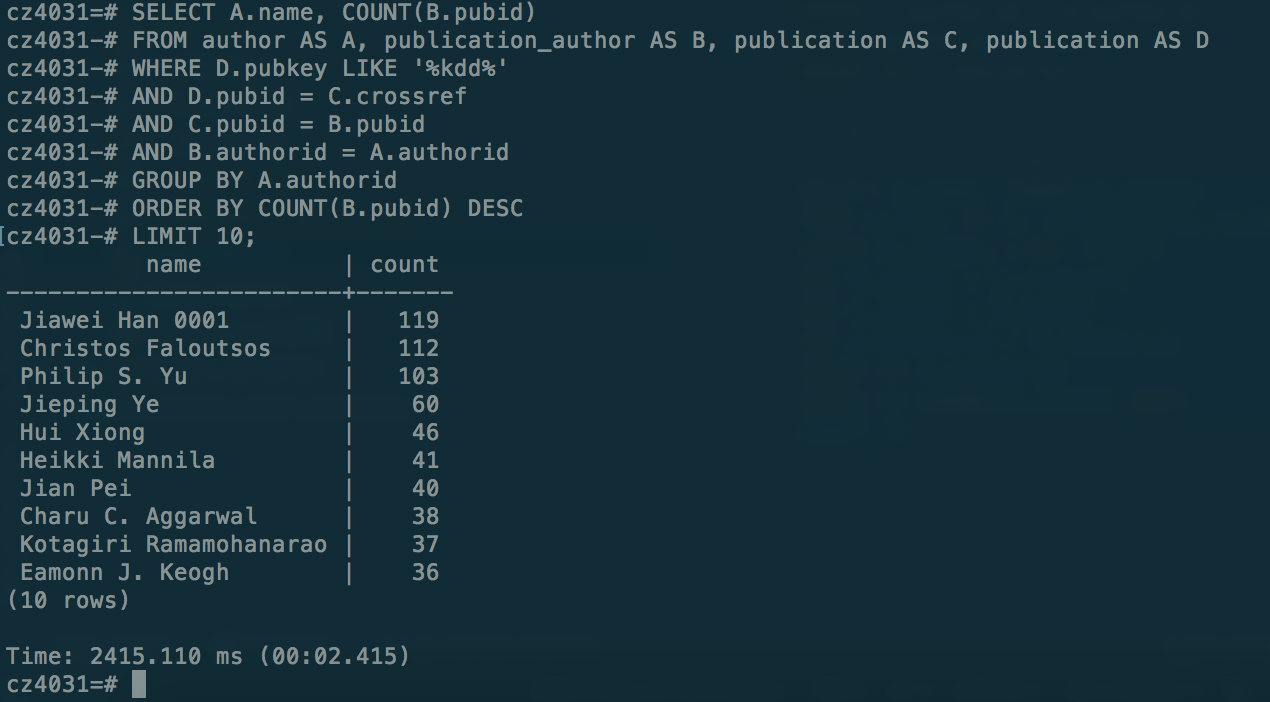 cz4031=# SELECT A.name, COUNT(B.pubid)
cz4031-# FROM author AS A, publication_author AS B, publication AS C, publication AS D
cz4031-# WHERE D.pubkey LIKE '%kdd%'
cz4031-# AND D.pubid = C.crossref
cz4031-# AND C.pubid = B.pubid
cz4031-# AND B.authorid = A.authorid
cz4031-# GROUP BY A.authorid
cz4031-# ORDER BY COUNT(B.pubid) DESC
[cz4031-# LIMIT 10;
          name          | count
------------------------+-------
 Jiawei Han 0001        |   119
 Christos Faloutsos     |   112
 Philip S. Yu           |   103
 Jieping Ye             |    60
 Hui Xiong              |    46
 Heikki Mannila         |    41
 Jian Pei               |    40
 Charu C. Aggarwal      |    38
 Kotagiri Ramamohanarao |    37
 Eamonn J. Keogh        |    36
(10 rows)
Time: 2415.110 ms (00:02.415)
cz4031=#